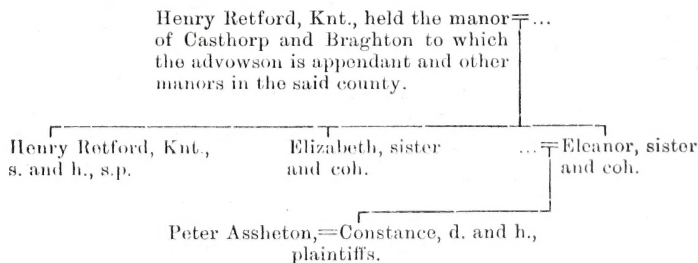 Henry Retford, Knt., held the manor=...
of Casthorp and Braghton to which
the advowson is appendant and other
manors in the said county.
Henry Retford, Knt.,
s. and h., s.p.
Elizabeth, sister
and coh.
...=Eleanor, sister
and coh.
Peter Assheton,=Constance, d. and h.,
plaintiffs.